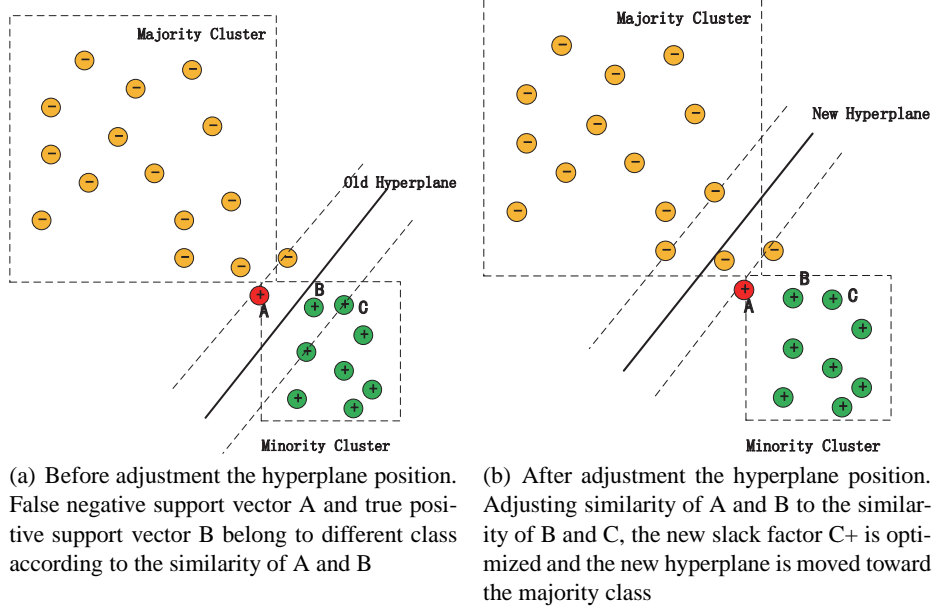 Majority Cluster
Old Hyperplane
B
C
A
Minority Cluster
(a) Before adjustment the hyperplane position.
False negative support vector A and true posi-
tive support vector B belong to different class
according to the similarity of A and B
Majority Cluster
New Hyperplane
B
C
A
Minority Cluster
(b) After adjustment the hyperplane position.
Adjusting similarity of A and B to the similar-
ity of B and C, the new slack factor C+ is opti-
mized and the new hyperplane is moved toward
the majority class